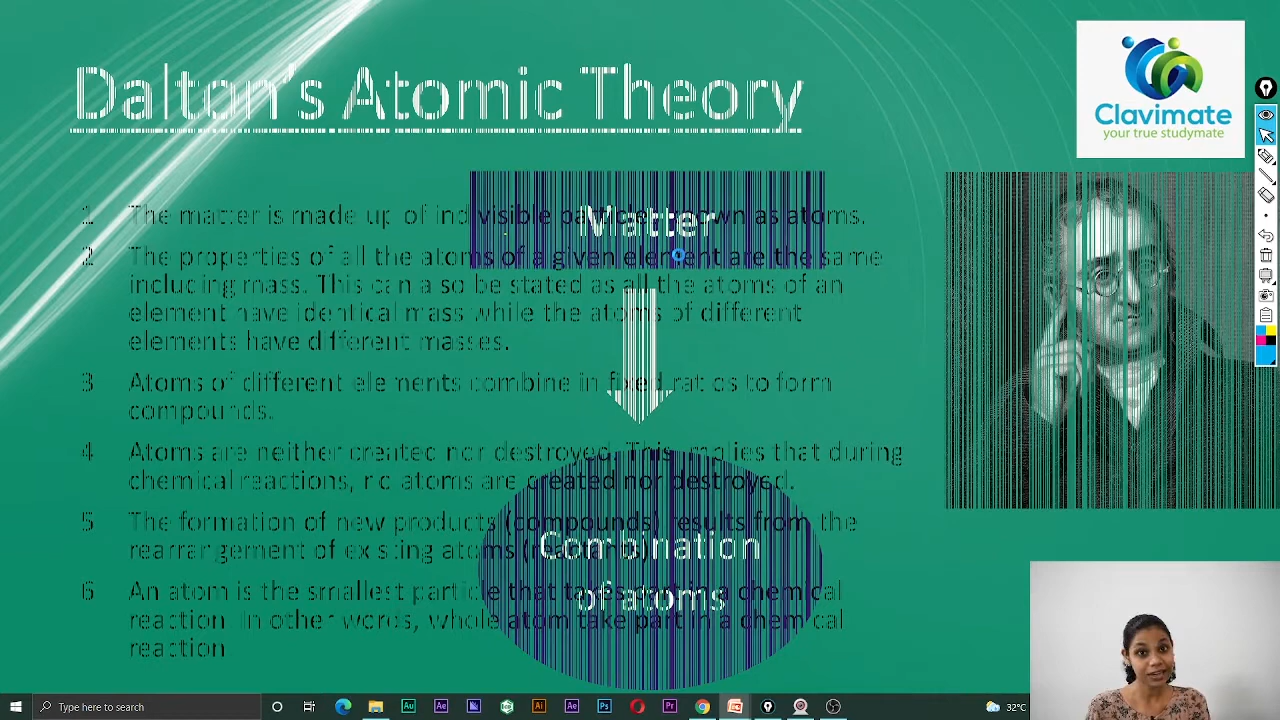 Dalton's Atomic Theory
Clavimate
your true studymate
Matter
1 The matter is made up of indivisible particles known as atoms.
2 The properties of all the atoms of a given element are the same
including mass. This can also be stated as all the atoms of an
element have identical mass while the atoms of different
elements have different masses.
3 Atoms of different elements combine in fixed ratios to form
compounds.
4 Atoms are neither created nor destroyed. This implies that during
chemical reactions, no atoms are created nor destroyed.
5 The formation of new products (compounds) results from the
rearrangement of existing atoms (reactants).
Combination
of atoms
6 An atom is the smallest particle that takes part in a chemical
reaction. In other words, whole atom take part in a chemical
reaction
Type here to search
32°C